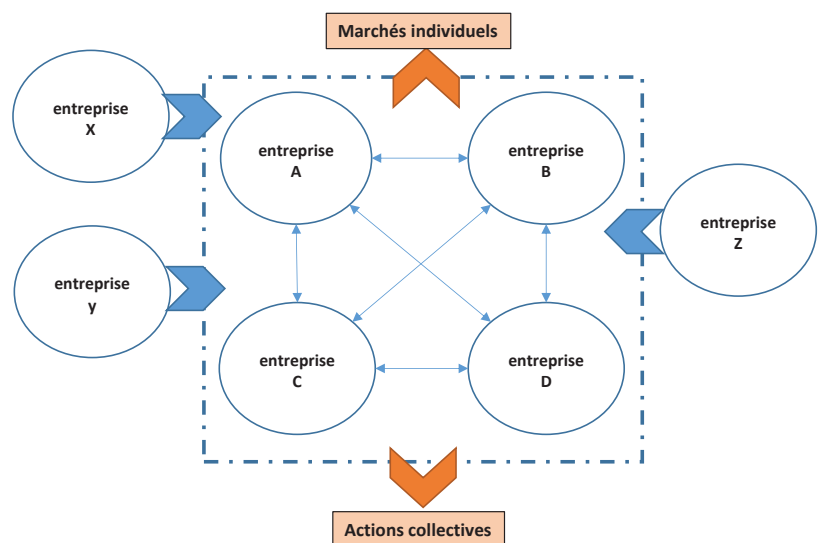 Marchés individuels
entreprise
X
entreprise
A
entreprise
B
entreprise
Z
entreprise
y
entreprise
C
entreprise
D
Actions collectives